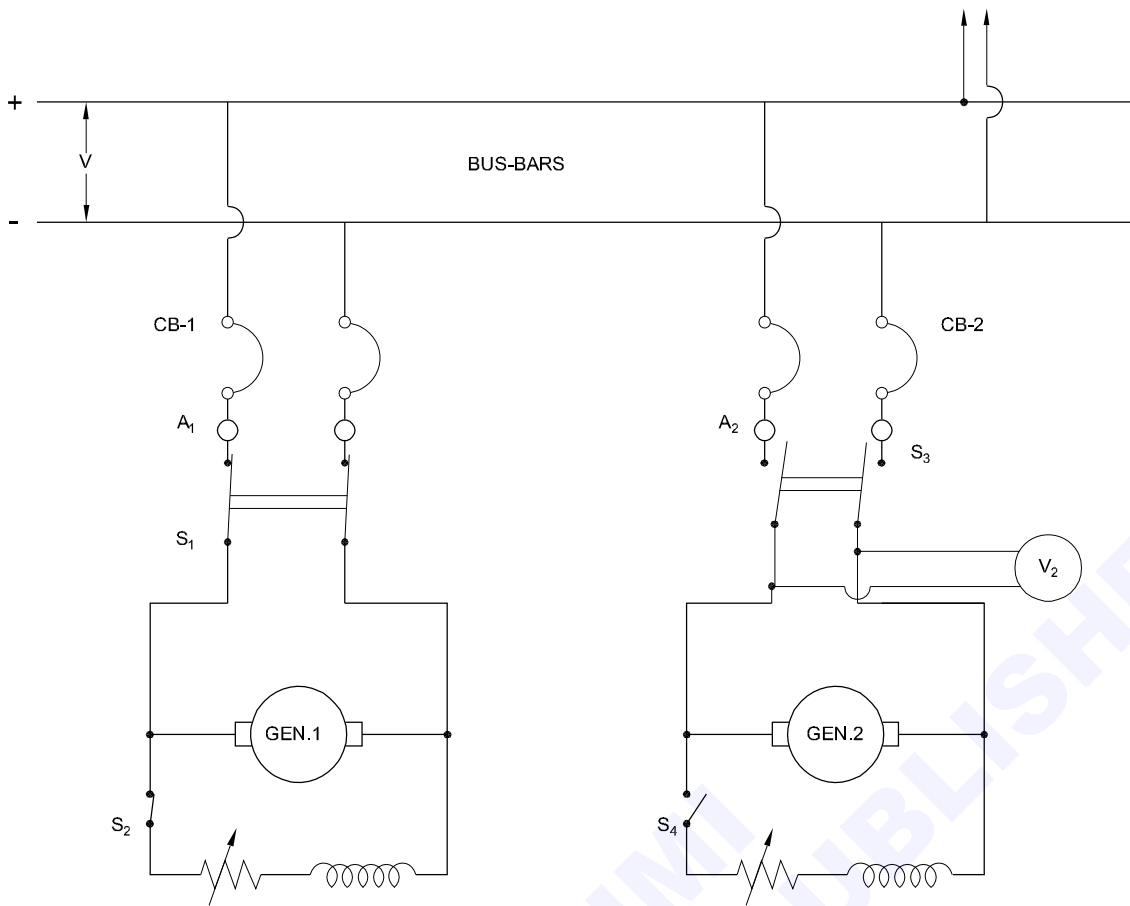 +
V
BUS-BARS
-
CB-1
CB-2
A₁
A₂
S₃
S₁
V₂
GEN.1
GEN.2
S₂
S₄